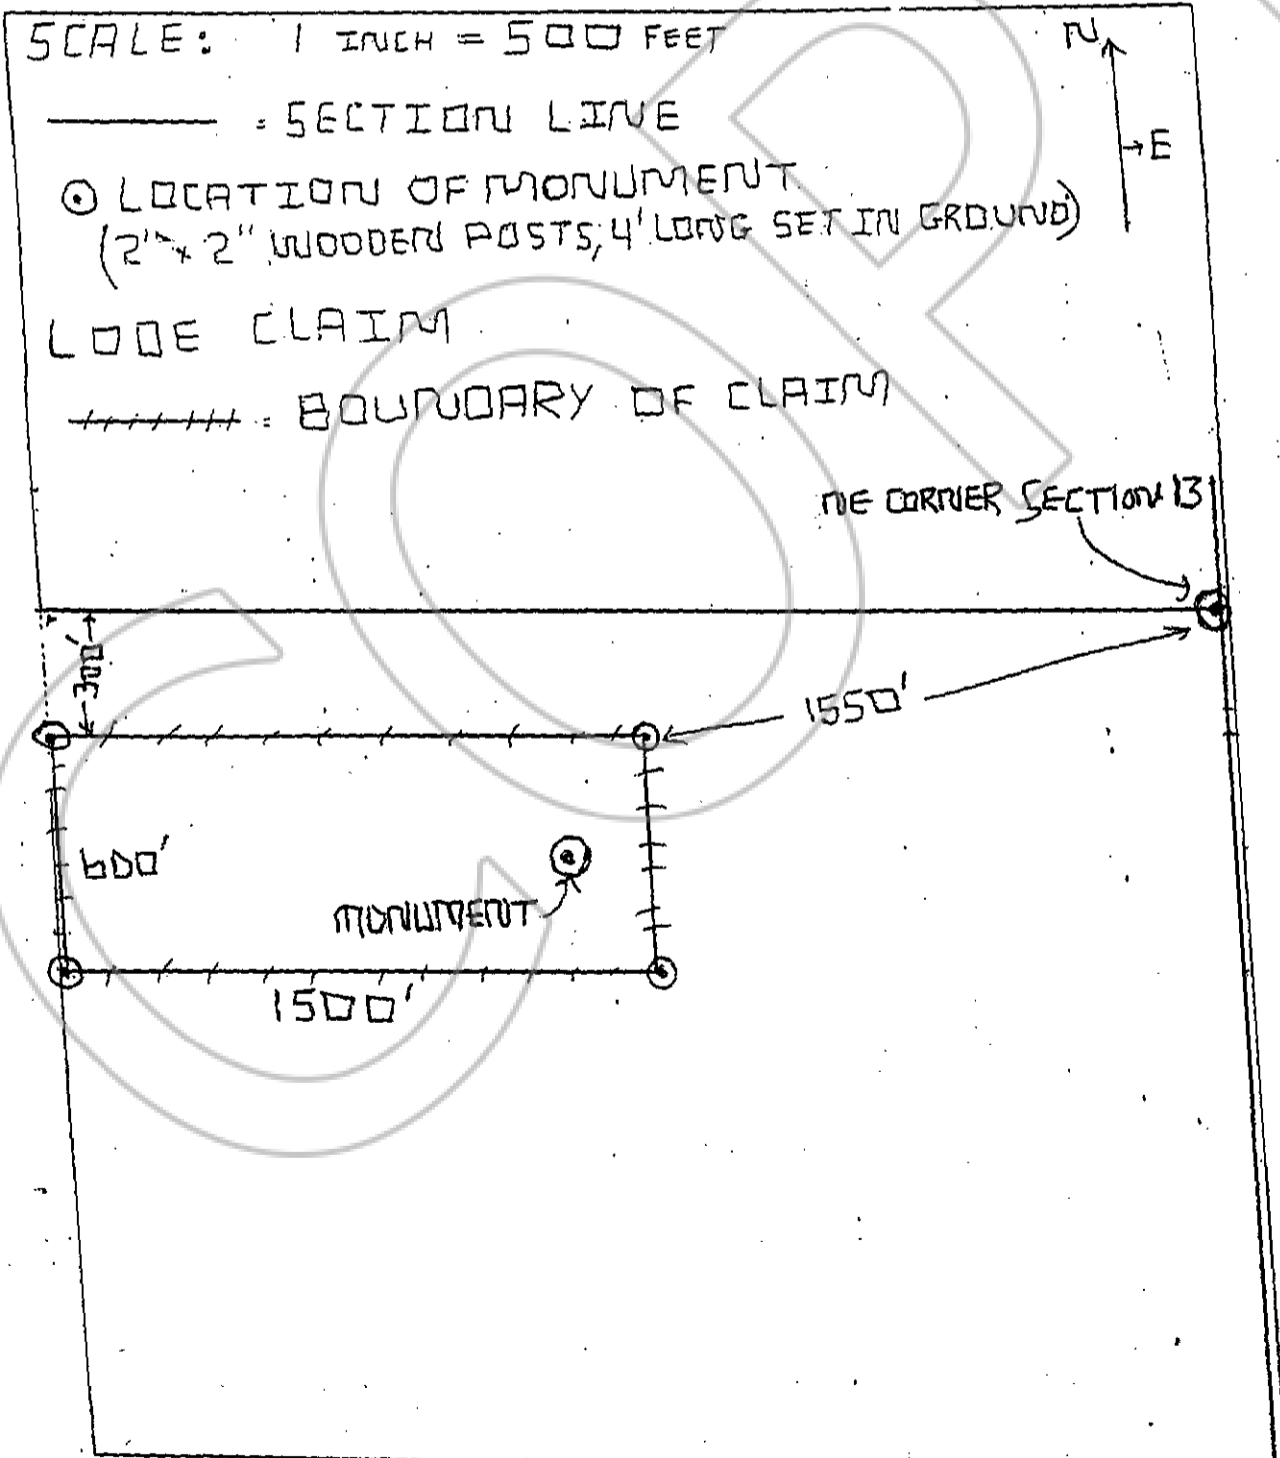 SCALE: 1 INCH = 500 FEET
N
= SECTION LINE
E
LOCATION OF MONUMENT
(2"x 2" WOODEN POSTS, 4' LONG SET IN GROUND)
LODE CLAIM
= BOUNDARY OF CLAIM
NE CORNER SECTION 13
300'
1550'
600'
MONUMENT
1500'
COP